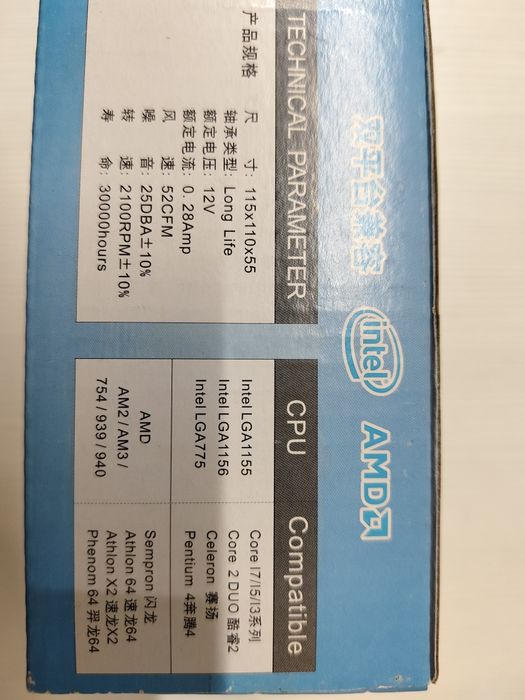 双平台兼容 intel AMD
TECHNICAL PARAMETER
产品规格 尺 寸: 115x110x55
轴承类型: Long Life
额定电压: 12V
额定电流: 0.28Amp
风 速: 52CFM
噪 音: 25DBA±10%
转 速: 2100RPM±10%
寿 命: 30000hours
CPU Compatible
Intel LGA1155
Intel LGA1156
Intel LGA775
Core I7/I5/I3系列
Core 2 DUO 酷睿2
Celeron 赛扬
Pentium 4奔腾4
AMD
AM2 / AM3 /
754 / 939 / 940
Sempron 闪龙
Athlon 64 速龙64
Athlon X2 速龙X2
Phenom 64 羿龙64